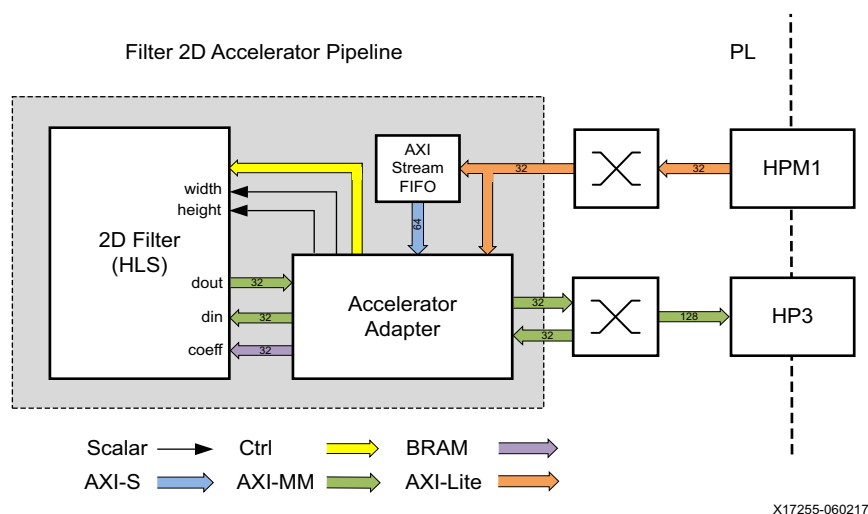 Filter 2D Accelerator Pipeline
PL
AXI
Stream
FIFO
32
32
HPM1
width
height
64
2D Filter
(HLS)
dout
32
Accelerator
Adapter
32
128
HP3
din
32
32
coeff
32
Scalar
Ctrl
BRAM
AXI-S
AXI-MM
AXI-Lite
X17255-060217